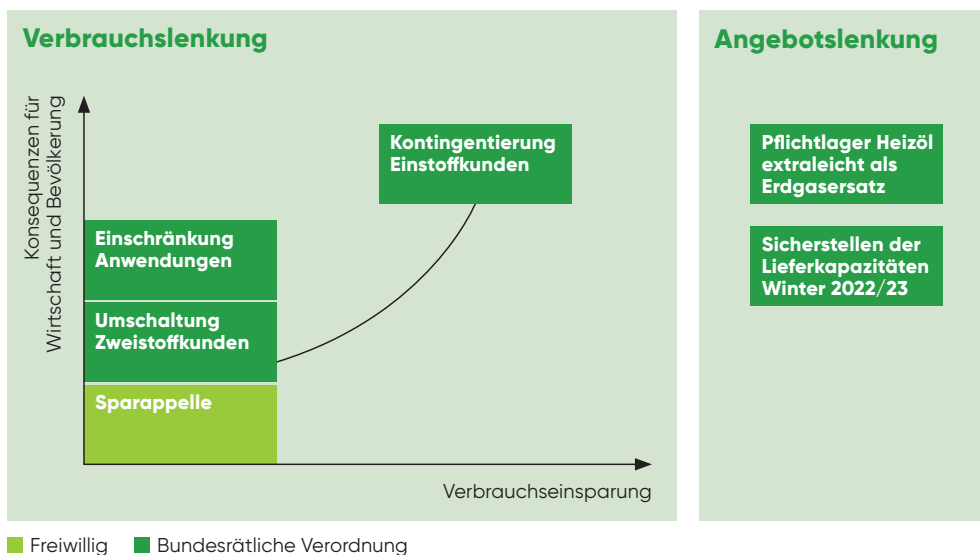 Verbrauchslenkung
Konsequenzen für
Wirtschaft und Bevölkerung
Kontingentierung
Einstoffkunden
Einschränkung
Anwendungen
Umschaltung
Zweistoffkunden
Sparappelle
Verbrauchseinsparung
Angebotslenkung
Pflichtlager Heizöl
extraleicht als
Erdgasersatz
Sicherstellen der
Lieferkapazitäten
Winter 2022/23
Freiwillig
Bundesrätliche Verordnung